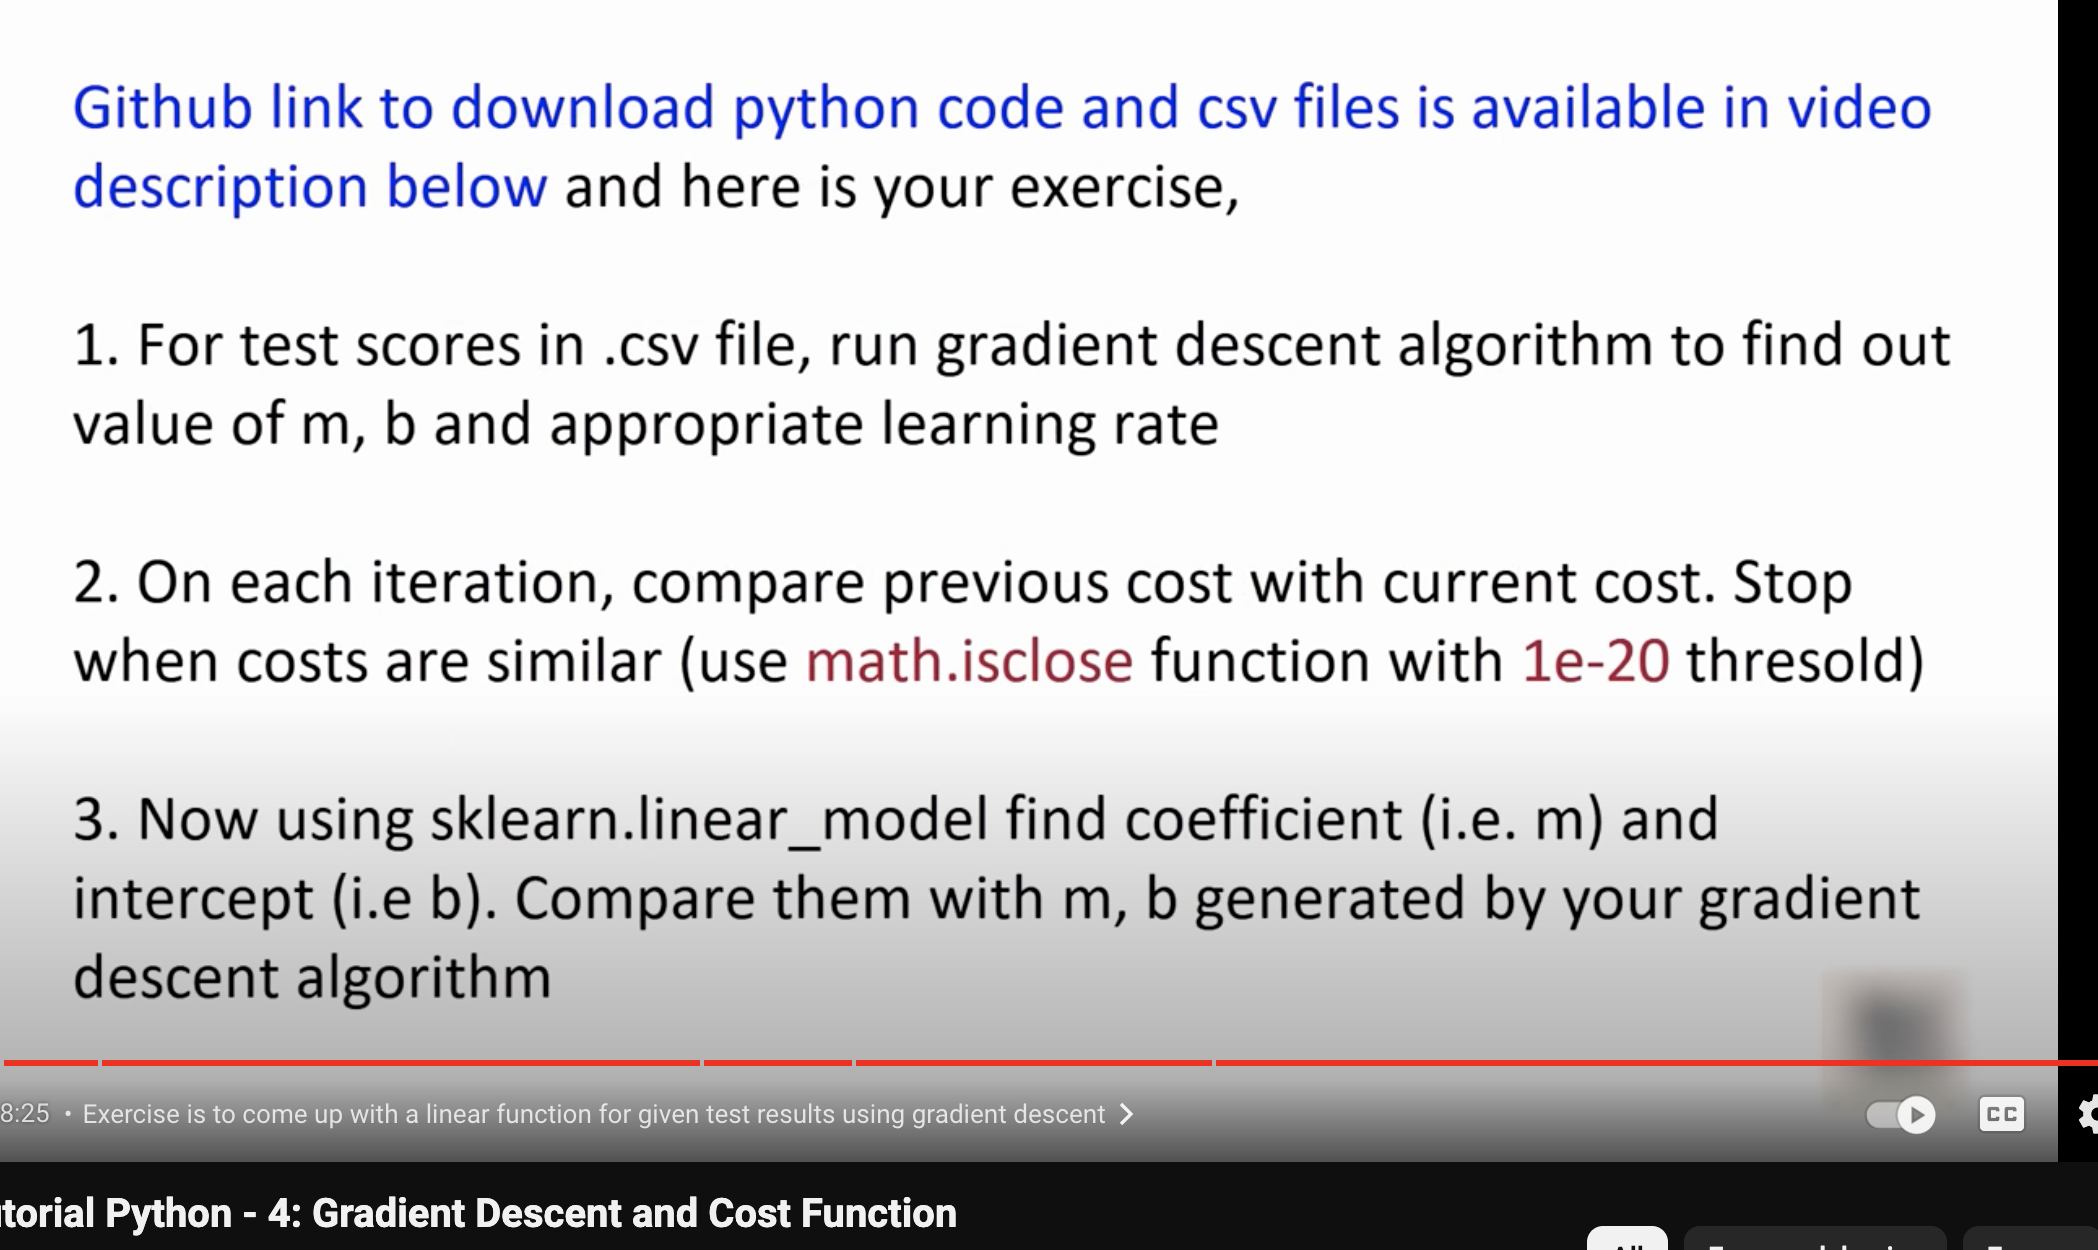 Github link to download python code and csv files is available in video
description below and here is your exercise,
1. For test scores in .csv file, run gradient descent algorithm to find out
value of m, b and appropriate learning rate
2. On each iteration, compare previous cost with current cost. Stop
when costs are similar (use math.isclose function with 1e-20 thresold)
3. Now using sklearn.linear_model find coefficient (i.e. m) and
intercept (i.e b). Compare them with m, b generated by your gradient
descent algorithm
8:25 • Exercise is to come up with a linear function for given test results using gradient descent
CC
torial Python - 4: Gradient Descent and Cost Function